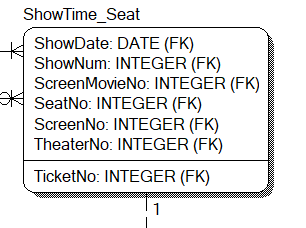 ShowTime_Seat
ShowDate: DATE (FK)
ShowNum: INTEGER (FK)
ScreenMovieNo: INTEGER (FK)
SeatNo: INTEGER (FK)
ScreenNo: INTEGER (FK)
TheaterNo: INTEGER (FK)
TicketNo: INTEGER (FK)
1